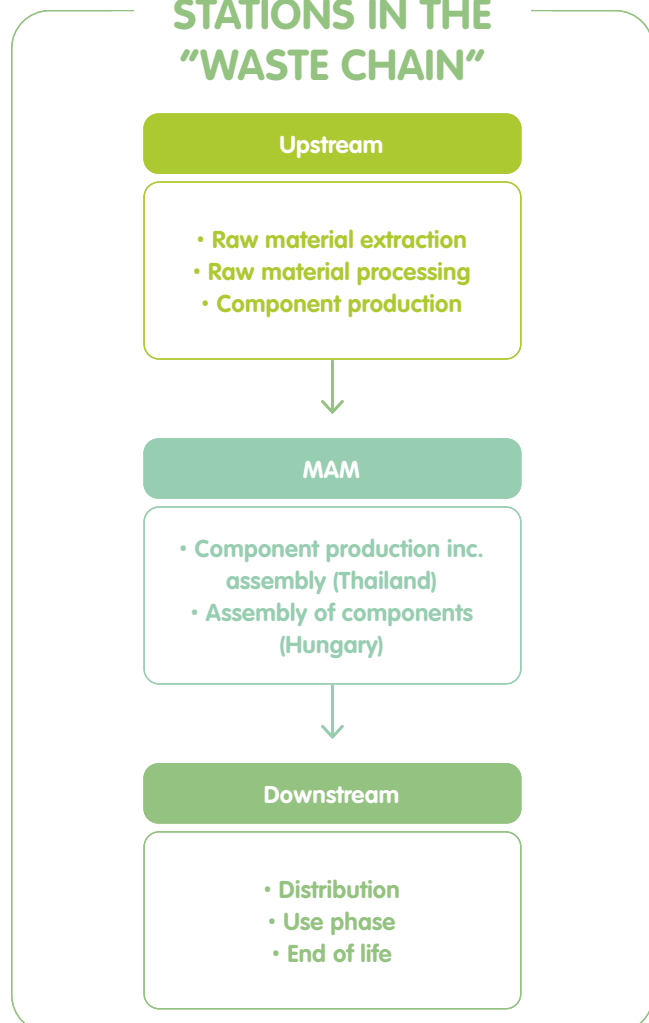 STATIONS IN THE
“WASTE CHAIN”
Upstream
• Raw material extraction
• Raw material processing
• Component production
MAM
• Component production inc.
assembly (Thailand)
• Assembly of components
(Hungary)
Downstream
• Distribution
• Use phase
• End of life